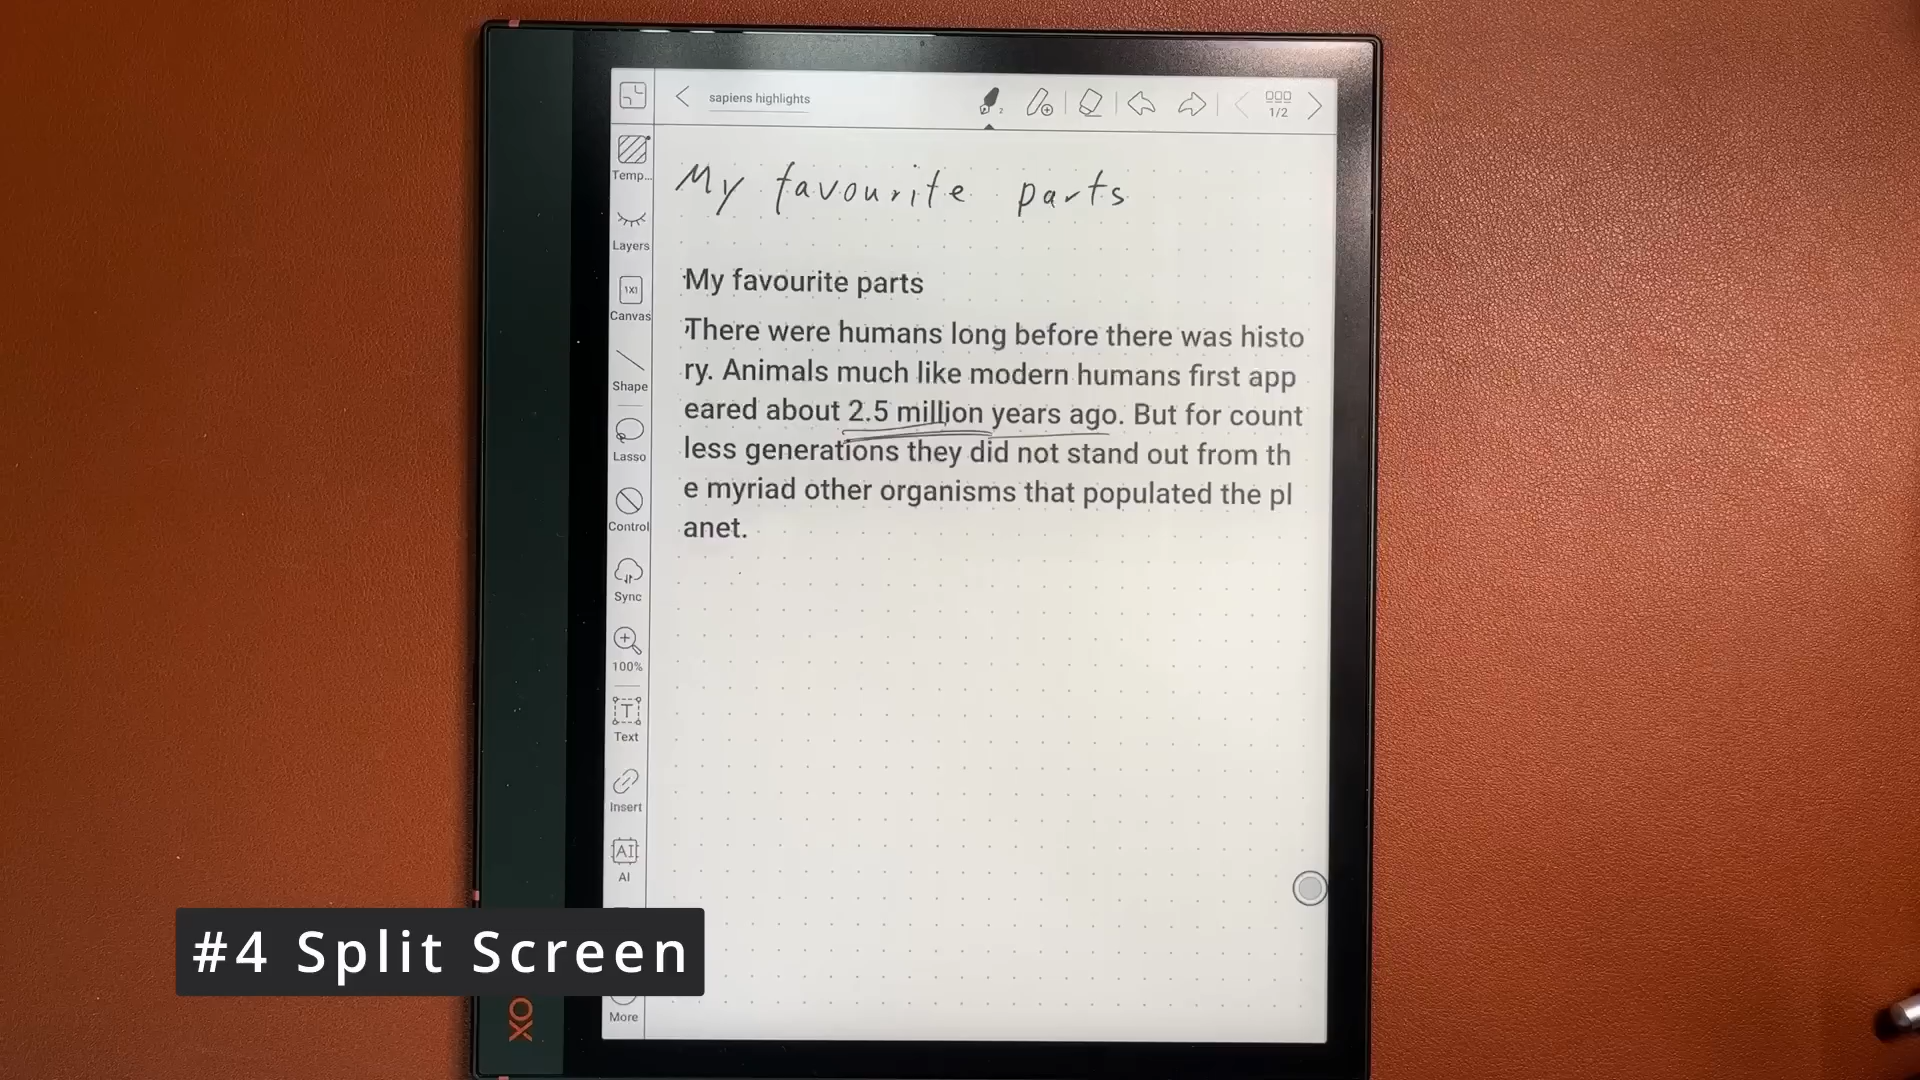 sapiens highlights
2
1/2
My favourite parts
My favourite parts
There were humans long before there was histo
ry. Animals much like modern humans first app
eared about 2.5 million years ago. But for count
less generations they did not stand out from th
e myriad other organisms that populated the pl
anet.
Temp...
Layers
1X1
Canvas
Shape
Lasso
Control
Sync
100%
T
Text
Insert
AI
AI
More
#4 Split Screen
OX